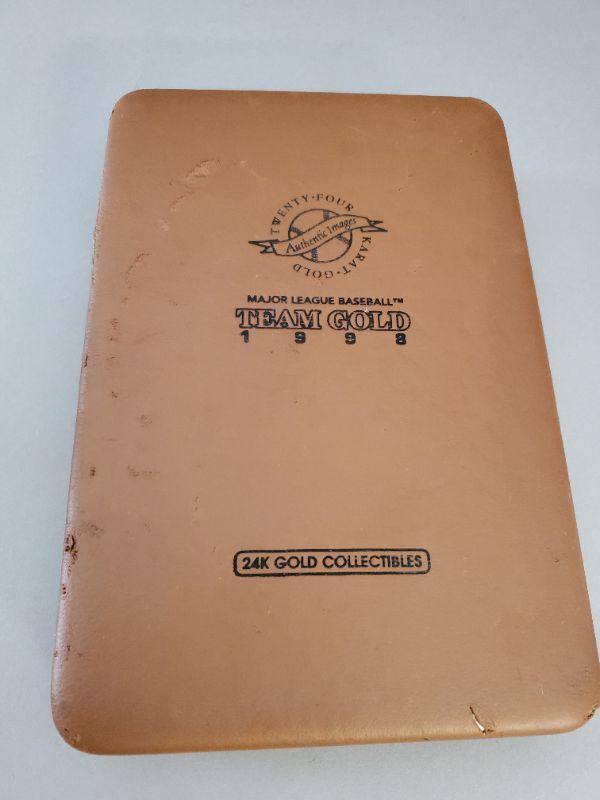 TWENTY·FOUR
KARAT·GOLD
Authentic Images
MAJOR LEAGUE BASEBALL™
TEAM GOLD
1998
24K GOLD COLLECTIBLES